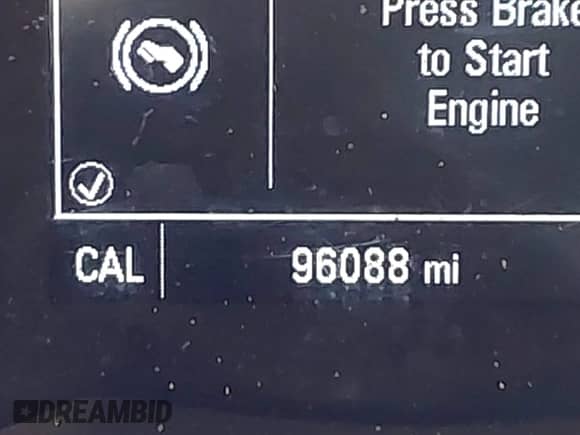 Press Brake
to Start
Engine
CAL
96088 mi
DREAMBID